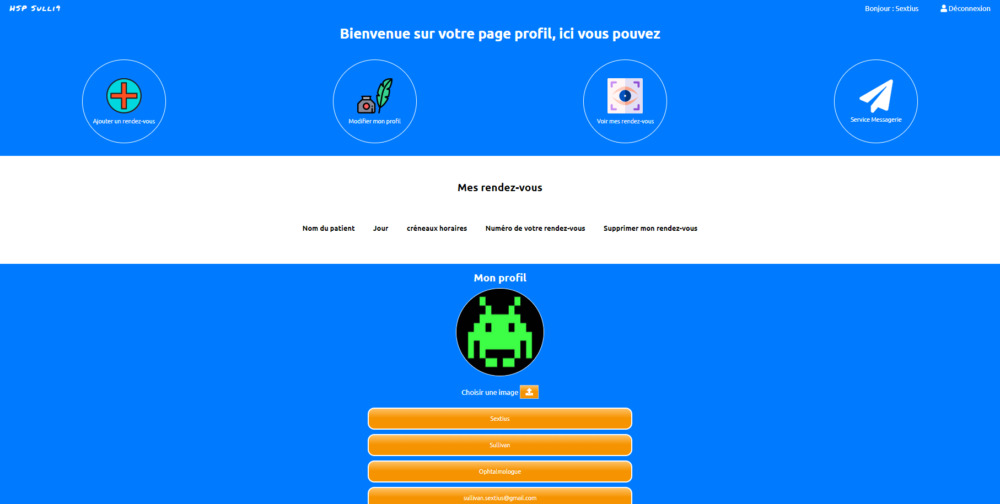 HSP Sulli9
Bonjour : Sextius
Déconnexion
Bienvenue sur votre page profil, ici vous pouvez
Ajouter un rendez-vous
Modifier mon profil
Voir mes rendez-vous
Service Messagerie
Mes rendez-vous
Nom du patient Jour créneaux horaires Numéro de votre rendez-vous Supprimer mon rendez-vous
Mon profil
Choisir une image
Sextius
Sullivan
Ophtalmologue
sullivan.sextius@gmail.com